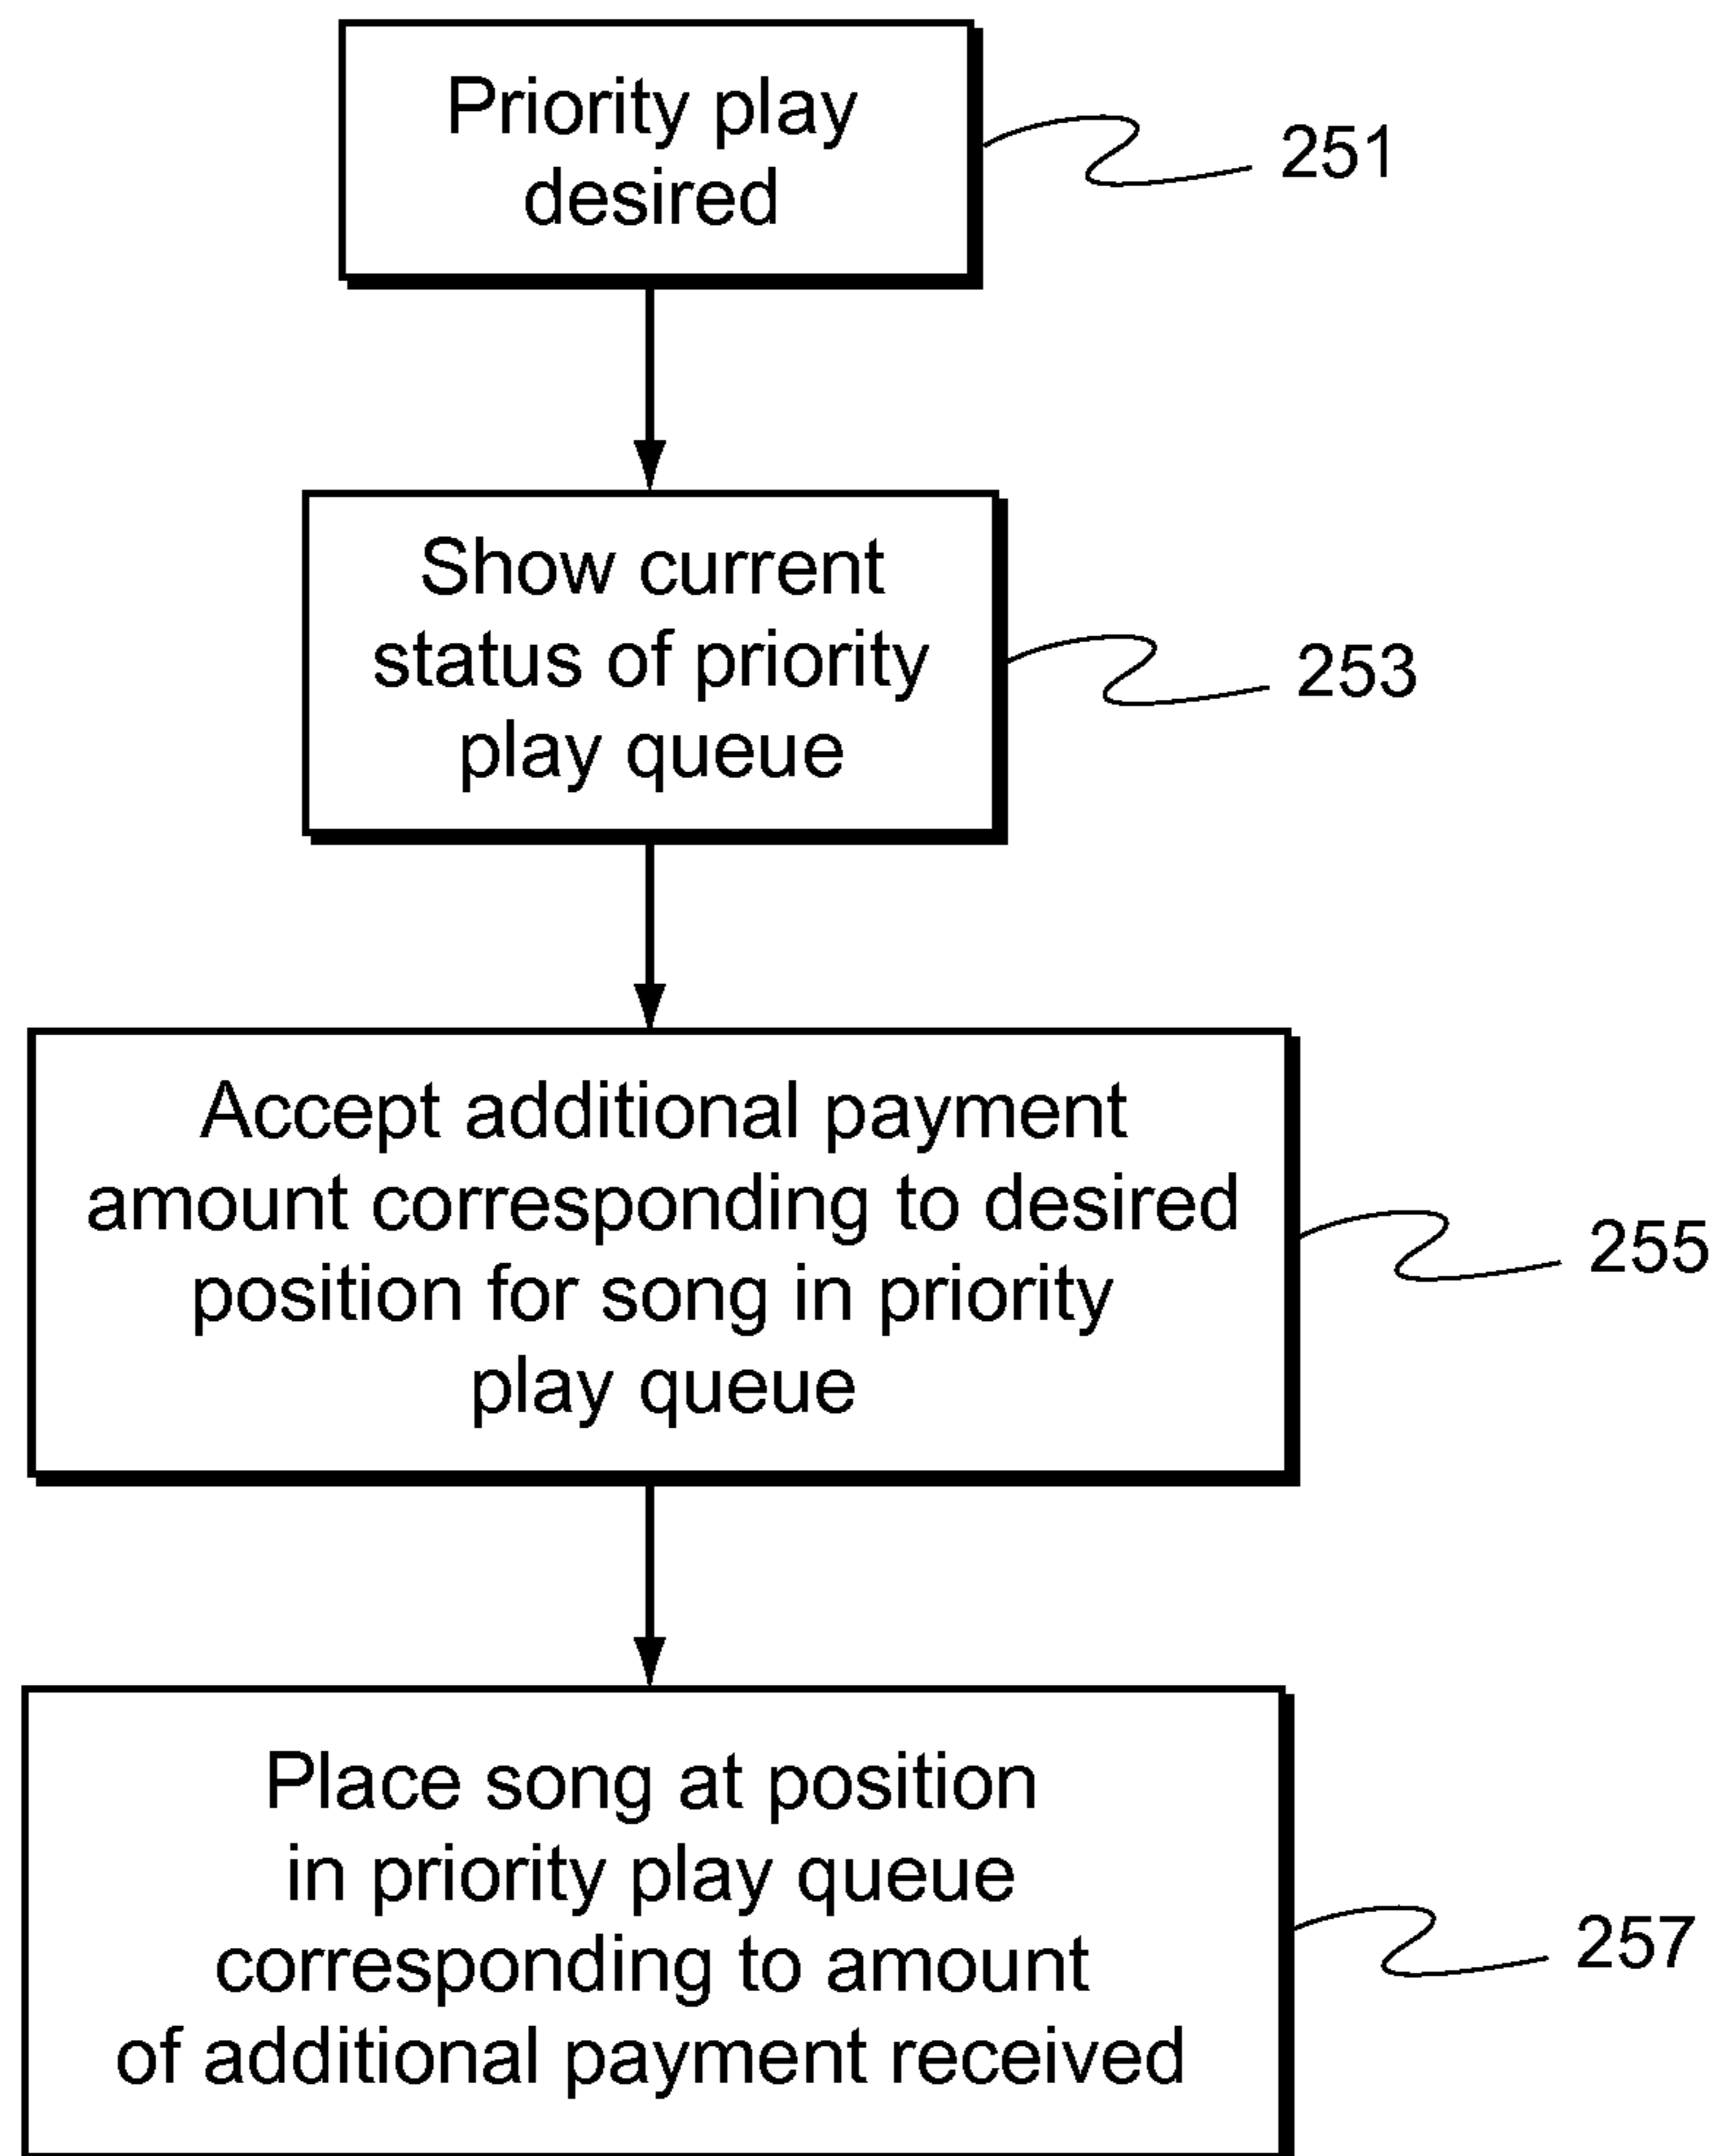 Priority play
desired
251
Show current
status of priority
play queue
253
Accept additional payment
amount corresponding to desired
position for song in priority
play queue
255
Place song at position
in priority play queue
corresponding to amount
of additional payment received
257